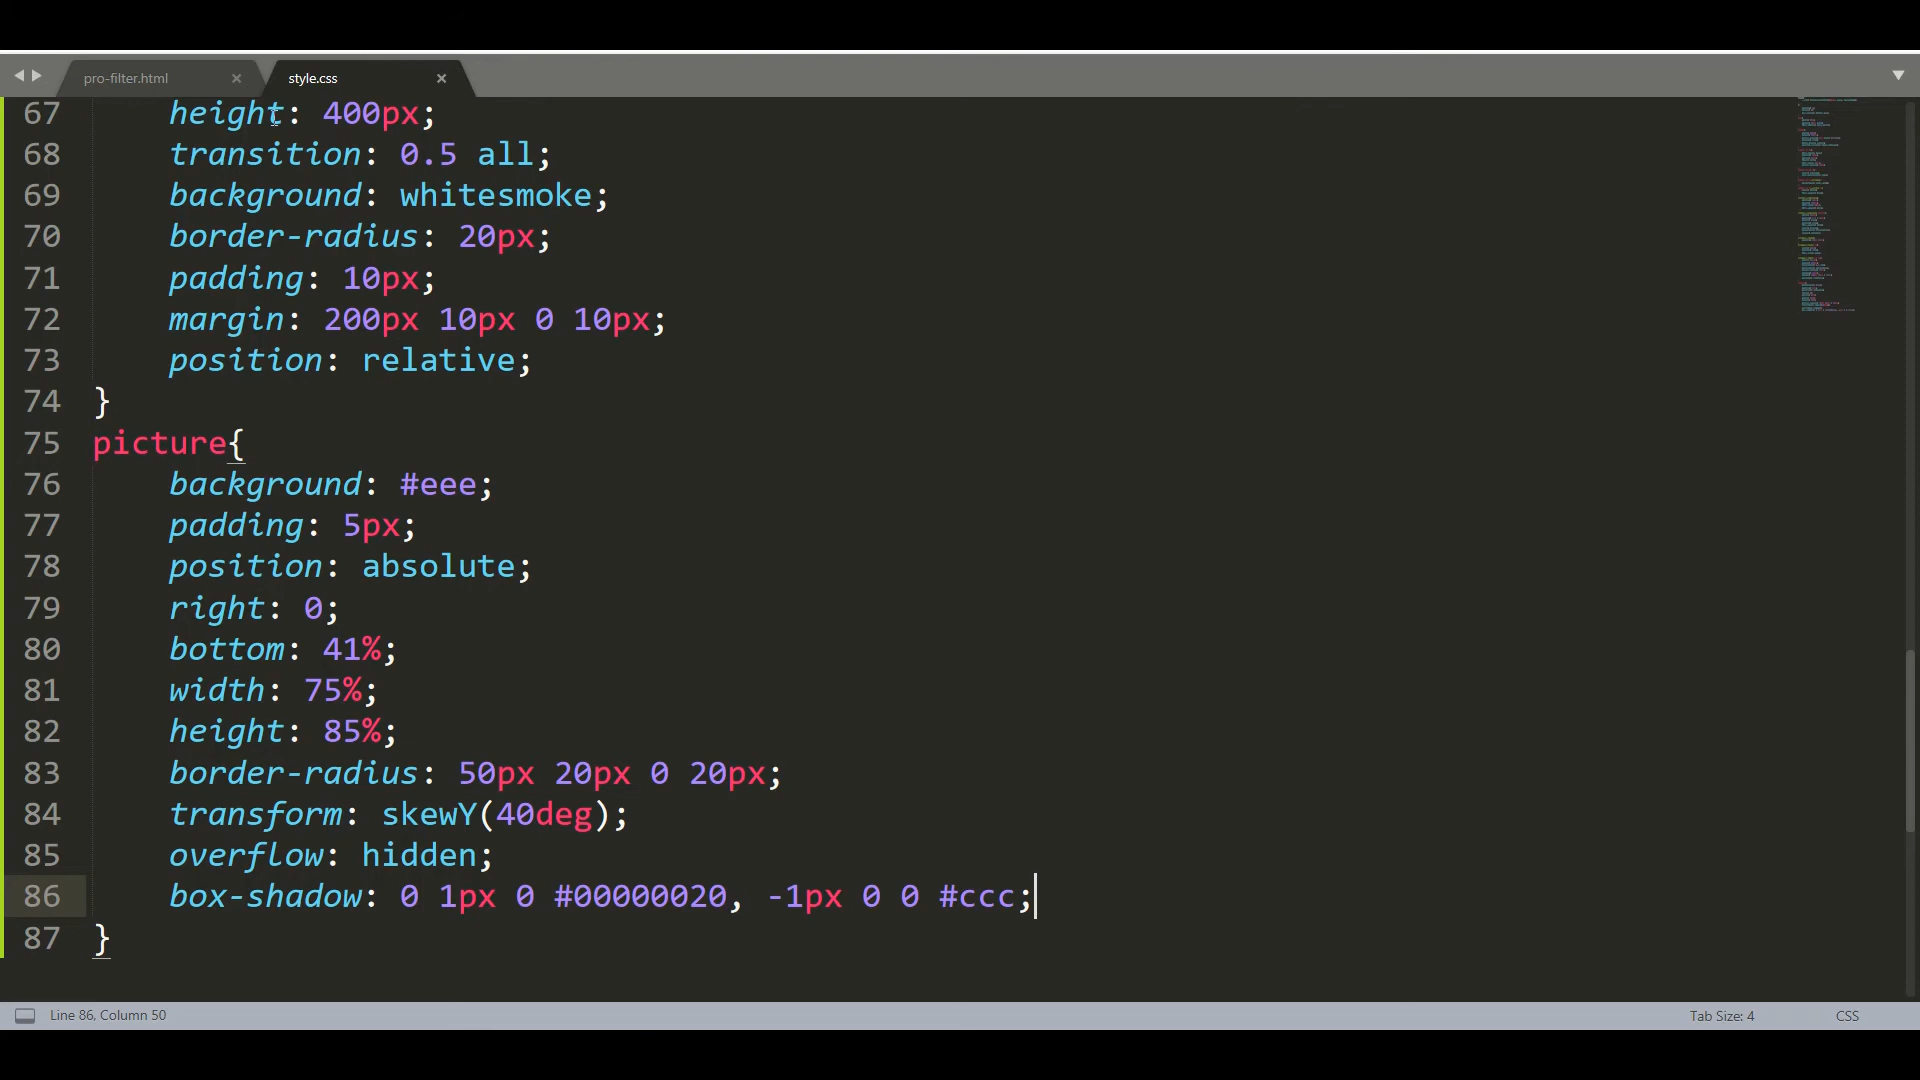 pro-filter.html × style.css ×
67 height: 400px;
68 transition: 0.5 all;
69 background: whitesmoke;
70 border-radius: 20px;
71 padding: 10px;
72 margin: 200px 10px 0 10px;
73 position: relative;
74 }
75 picture{
76 background: #eee;
77 padding: 5px;
78 position: absolute;
79 right: 0;
80 bottom: 41%;
81 width: 75%;
82 height: 85%;
83 border-radius: 50px 20px 0 20px;
84 transform: skewY(40deg);
85 overflow: hidden;
86 box-shadow: 0 1px 0 #00000020, -1px 0 0 #ccc;
87 }
Line 86, Column 50 Tab Size: 4 CSS